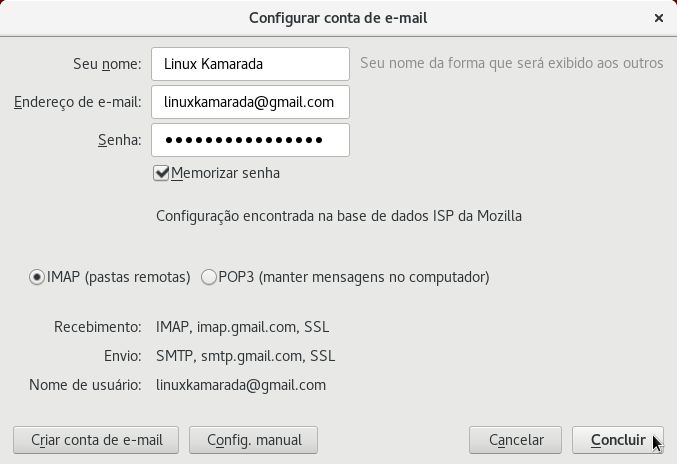 Configurar conta de e-mail
Seu nome: Linux Kamarada Seu nome da forma que será exibido aos outros
Endereço de e-mail: linuxkamarada@gmail.com
Senha: ●●●●●●●●●●●●●●●●
Memorizar senha
Configuração encontrada na base de dados ISP da Mozilla
IMAP (pastas remotas) POP3 (manter mensagens no computador)
Recebimento: IMAP, imap.gmail.com, SSL
Envio: SMTP, smtp.gmail.com, SSL
Nome de usuário: linuxkamarada@gmail.com
Criar conta de e-mail Config. manual Cancelar Concluir